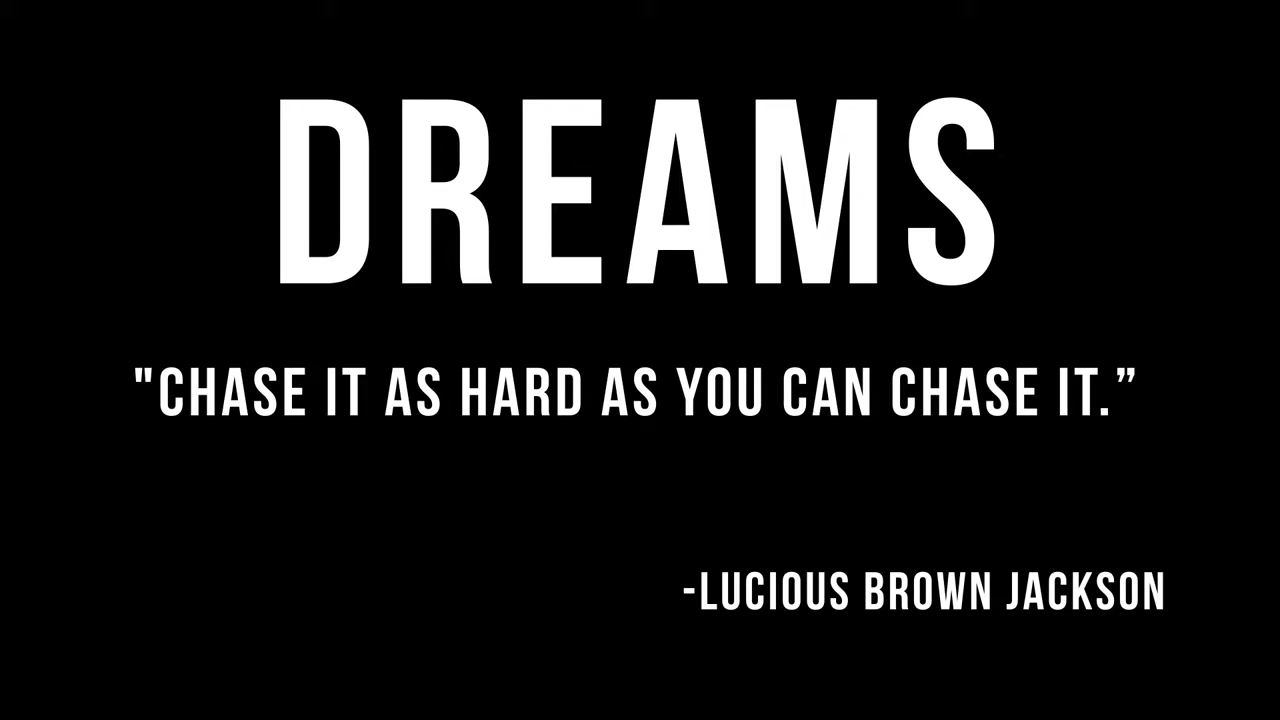 DREAMS
"CHASE IT AS HARD AS YOU CAN CHASE IT.”
-LUCIOUS BROWN JACKSON